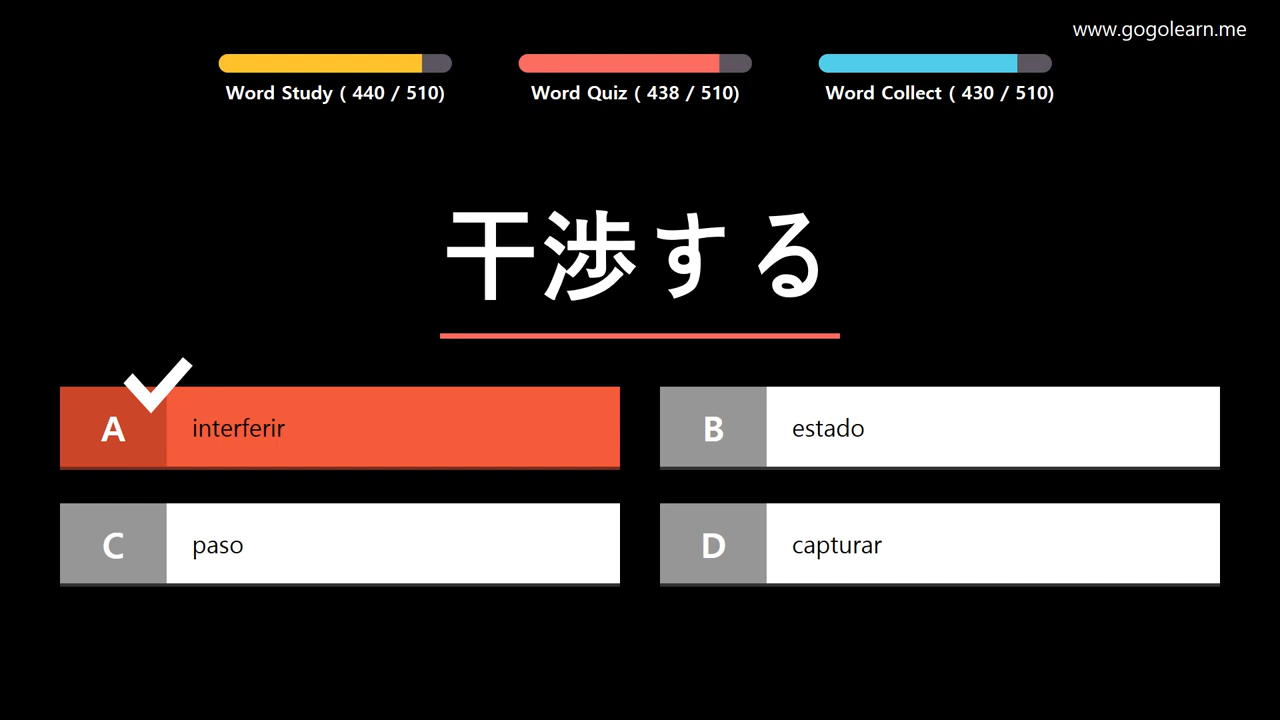 www.gogolearn.me
Word Study ( 440 / 510)
Word Quiz ( 438 / 510)
Word Collect ( 430 / 510)
干渉する
A interferir
B estado
C paso
D capturar